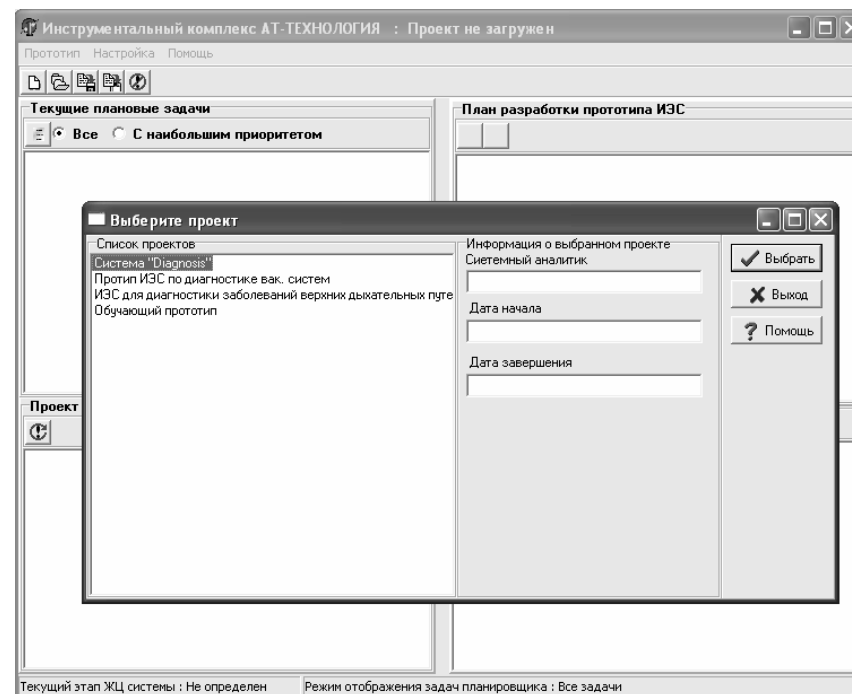 Инструментальный комплекс АТ-ТЕХНОЛОГИЯ : Проект не загружен
Прототип Настройка Помощь
Текущие плановые задачи
План разработки прототипа ИЭС
Все С наибольшим приоритетом
Выберите проект
Список проектов
Информация о выбранном проекте
Система "Diagnosis"
Сиетемный аналитик
Выбрать
Протип ИЭС по диагностике вак. систем
ИЭС для диагностики заболеваний верхних дыхательных путе
Выход
Обучающий прототип
Дата начала
Помощь
Дата завершения
Проект
Текущий этап ЖЦ системы : Не определен
Режим отображения задач планировщика : Все задачи